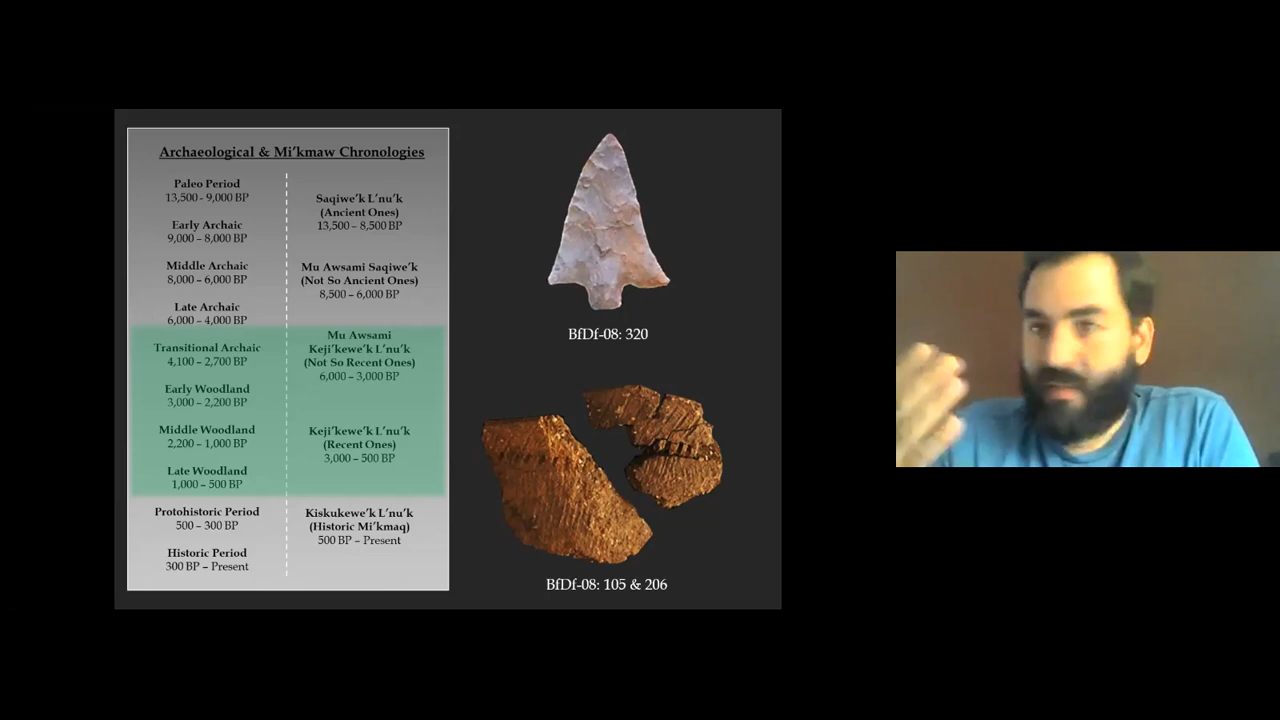 Archaeological & Mi'kmaw Chronologies
Paleo Period
13,500 - 9,000 BP
Early Archaic
9,000 – 8,000 BP
Middle Archaic
8,000 – 6,000 BP
Late Archaic
6,000 – 4,000 BP
Transitional Archaic
4,100 – 2,700 BP
Early Woodland
3,000 – 2,200 BP
Middle Woodland
2,200 – 1,000 BP
Late Woodland
1,000 – 500 BP
Protohistoric Period
500 – 300 BP
Historic Period
300 BP – Present
Saqiwe'k L'nu'k
(Ancient Ones)
13,500 – 8,500 BP
Mu Awsami Saqiwe'k
(Not So Ancient Ones)
8,500 – 6,000 BP
Mu Awsami
Keji'kewe'k L'nu'k
(Not So Recent Ones)
6,000 – 3,000 BP
Keji'kewe'k L'nu'k
(Recent Ones)
3,000 – 500 BP
Kiskukewe'k L'nu'k
(Historic Mi'kmaq)
500 BP – Present
BfDf-08: 320
BfDf-08: 105 & 206